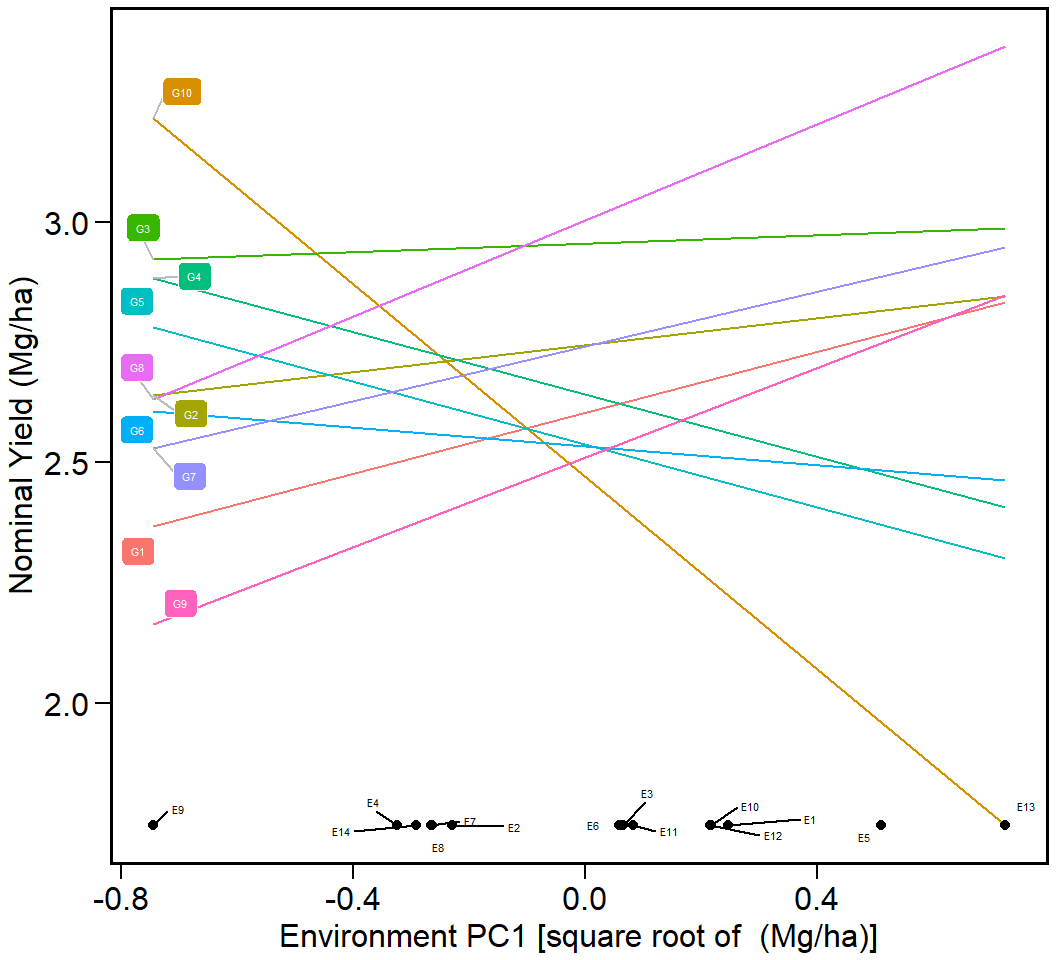 Nominal Yield (Mg/ha)
3.0
2.5
2.0
G10
G3
G4
G5
G8
G2
G6
G7
G1
G9
E9
E4
E14
E7
E8
E2
E3
E6
E11
E10
E1
E12
E5
E13
-0.8 -0.4 0.0 0.4
Environment PC1 [square root of  (Mg/ha)]